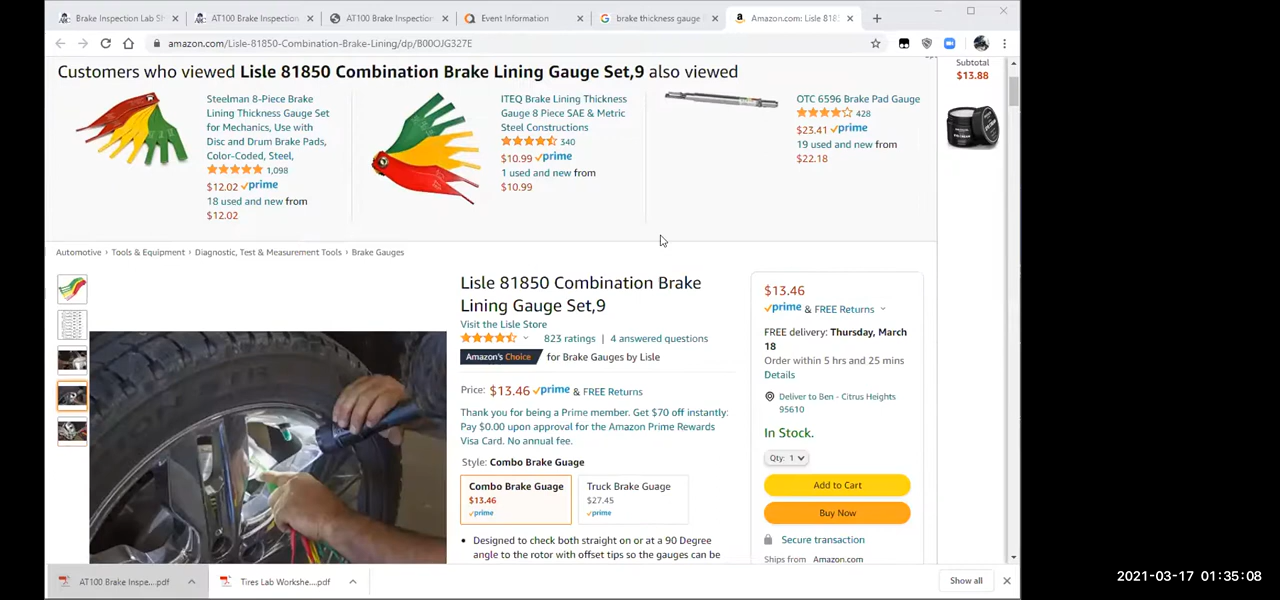 Brake Inspection Lab Sh
AT100 Brake Inspection
AT100 Brake Inspection
Event Information
brake thickness gauge
Amazon.com: Lisle 818
amazon.com/Lisle-81850-Combination-Brake-Lining/dp/B00OJG327E
Customers who viewed Lisle 81850 Combination Brake Lining Gauge Set,9 also viewed
Subtotal
$13.88
Steelman 8-Piece Brake
Lining Thickness Gauge Set
for Mechanics, Use with
Disc and Drum Brake Pads,
Color-Coded, Steel,
1,098
$12.02 prime
18 used and new from
$12.02
ITEQ Brake Lining Thickness
Gauge 8 Piece SAE & Metric
Steel Constructions
340
$10.99 prime
1 used and new from
$10.99
OTC 6596 Brake Pad Gauge
428
$23.41 prime
19 used and new from
$22.18
Automotive › Tools & Equipment › Diagnostic, Test & Measurement Tools › Brake Gauges
Lisle 81850 Combination Brake
Lining Gauge Set,9
Visit the Lisle Store
823 ratings | 4 answered questions
Amazon's Choice for Brake Gauges by Lisle
Price: $13.46 prime & FREE Returns
Thank you for being a Prime member. Get $70 off instantly:
Pay $0.00 upon approval for the Amazon Prime Rewards
Visa Card. No annual fee.
Style: Combo Brake Guage
Combo Brake Guage
$13.46
prime
Truck Brake Guage
$27.45
prime
• Designed to check both straight on or at a 90 Degree
angle to the rotor with offset tips so the gauges can be
$13.46
prime & FREE Returns
FREE delivery: Thursday, March
18
Order within 5 hrs and 25 mins
Details
Deliver to Ben - Citrus Heights
95610
In Stock.
Qty: 1
Add to Cart
Buy Now
Secure transaction
Ships from Amazon.com
AT100 Brake Inspe....pdf
Tires Lab Workshe....pdf
Show all
2021-03-17 01:35:08